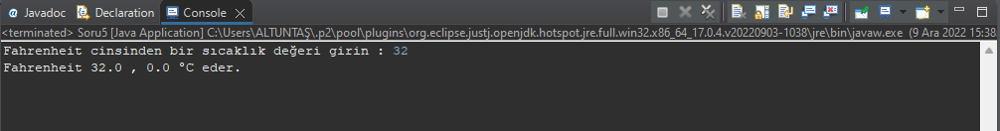 @ Javadoc Declaration Console
<terminated> Soru5 [Java Application] C:\Users\ALTUNTAŞ\.p2\pool\plugins\org.eclipse.justj.openjdk.hotspot.jre.full.win32.x86_64_17.0.4.v20220903-1038\jre\bin\javaw.exe (9 Ara 2022 15:38
Fahrenheit cinsinden bir sıcaklık değeri girin : 32
Fahrenheit 32.0 , 0.0 °C eder.